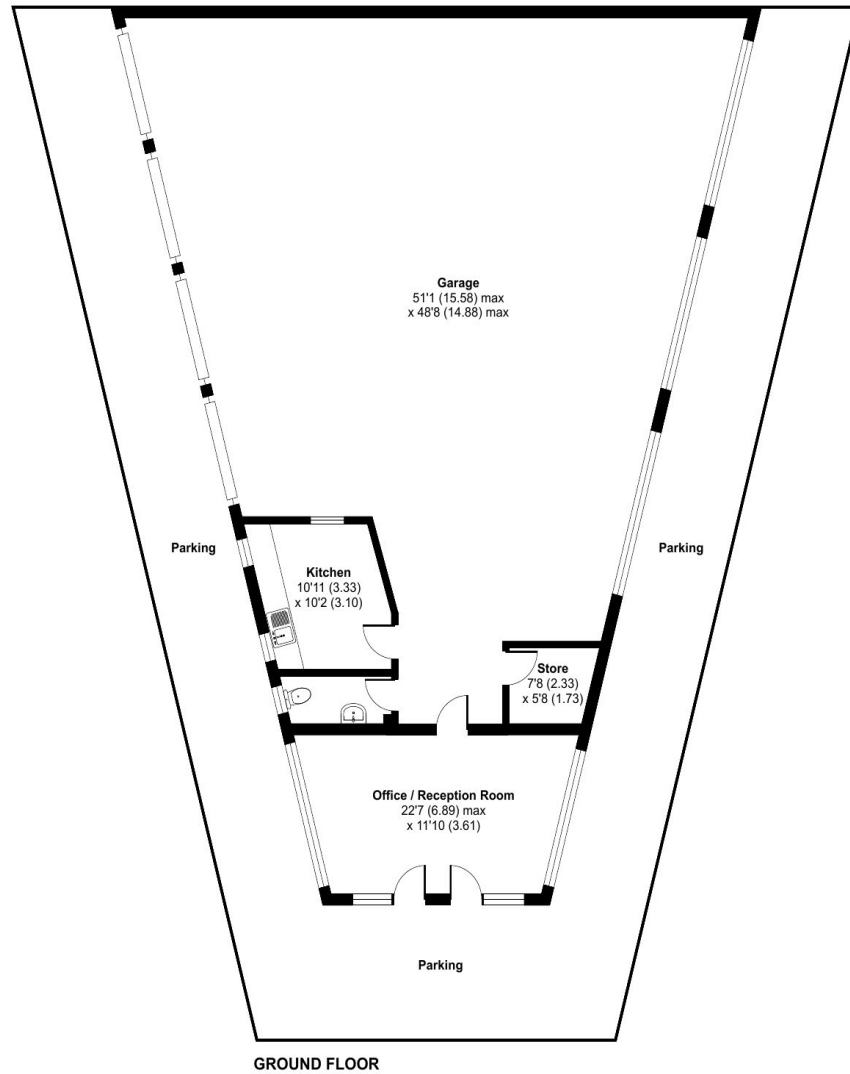 Garage
51'1 (15.58) max
x 48'8 (14.88) max
Parking
Parking
Kitchen
10'11 (3.33)
x 10'2 (3.10)
Store
7'8 (2.33)
x 5'8 (1.73)
Office / Reception Room
22'7 (6.89) max
x 11'10 (3.61)
Parking
GROUND FLOOR